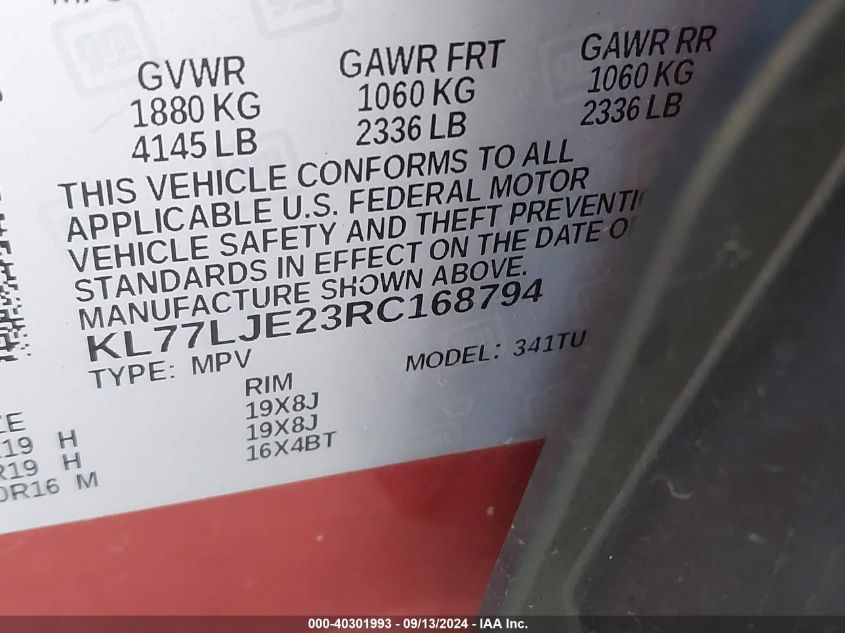 GVWR GAWR FRT GAWR RR
1880 KG 1060 KG 1060 KG
4145 LB 2336 LB 2336 LB
THIS VEHICLE CONFORMS TO ALL
APPLICABLE U.S. FEDERAL MOTOR
VEHICLE SAFETY AND THEFT PREVENTI
STANDARDS IN EFFECT ON THE DATE O
MANUFACTURE SHOWN ABOVE.
KL77LJE23RC168794
TYPE: MPV MODEL: 341TU
RIM
ZE 19X8J
R19 H 19X8J
R19 H 16X4BT
0R16 M
gm
000-40301993 - 09/13/2024 - IAA Inc.